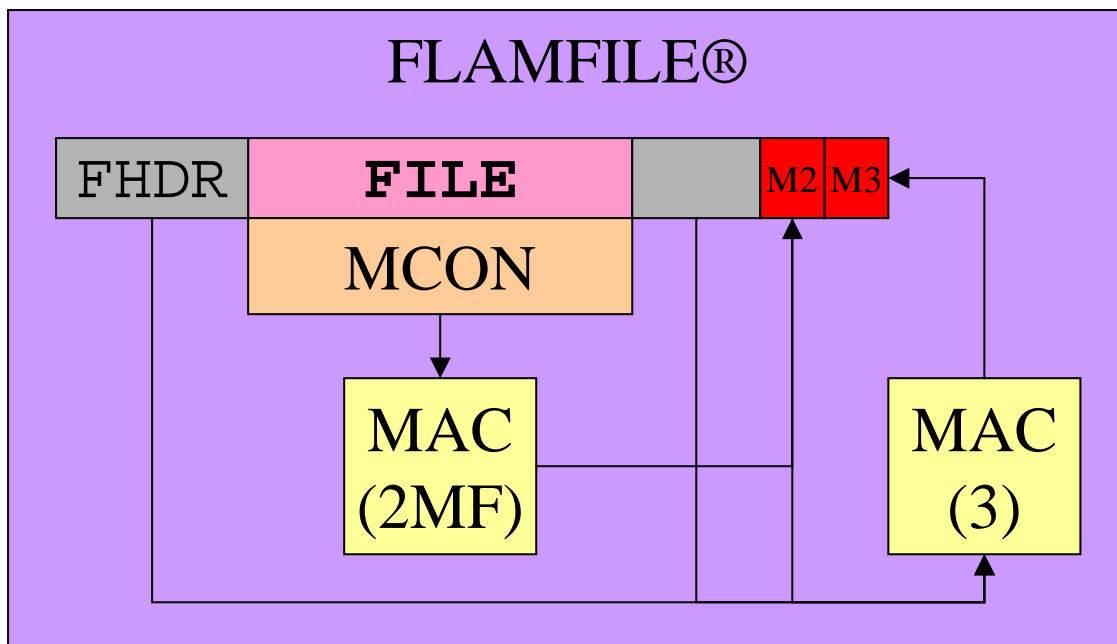 FLAMFILE®
FHDR
FILE
M2
M3
MCON
MAC
(2MF)
MAC
(3)